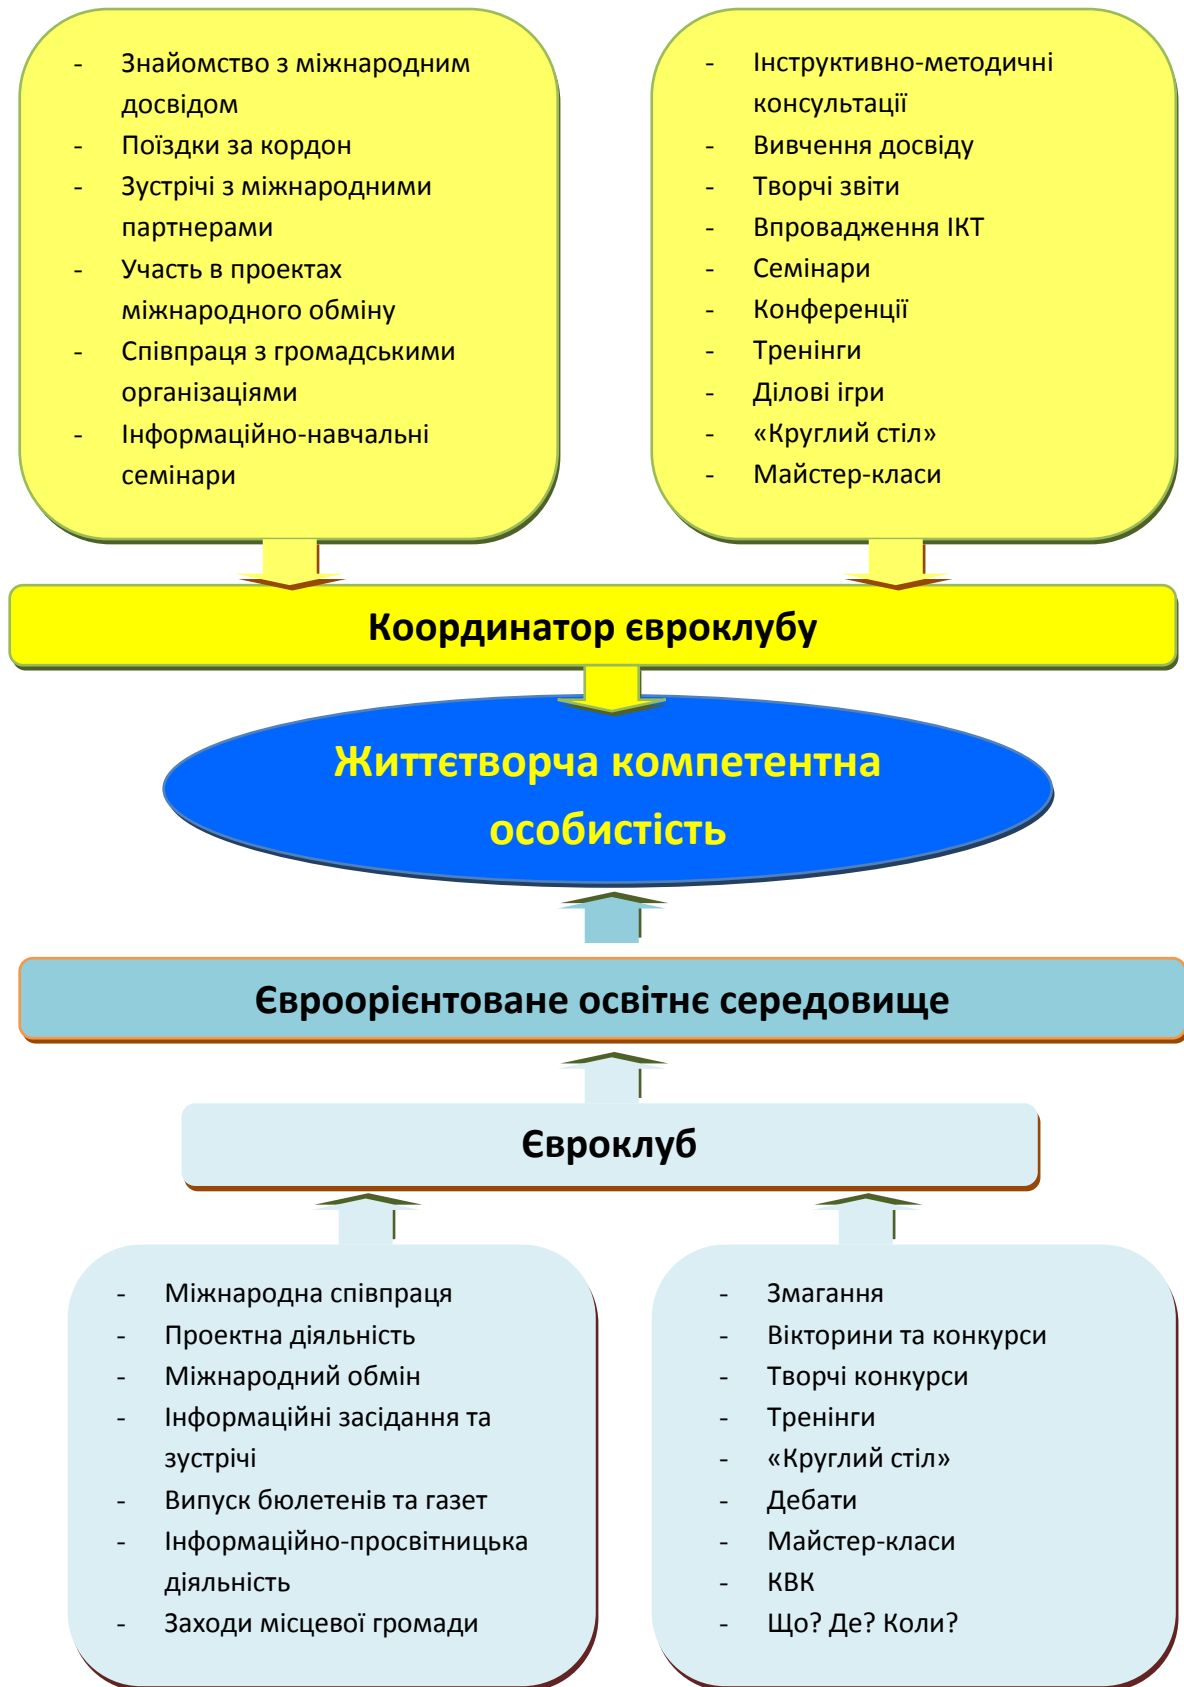 - Знайомство з міжнародним
досвідом
- Поїздки за кордон
- Зустрічі з міжнародними
партнерами
- Участь в проектах
міжнародного обміну
- Співпраця з громадськими
організаціями
- Інформаційно-навчальні
семінари
- Інструктивно-методичні
консультації
- Вивчення досвіду
- Творчі звіти
- Впровадження ІКТ
- Семінари
- Конференції
- Тренінги
- Ділові ігри
- «Круглий стіл»
- Майстер-класи
Координатор євроклубу
Життєтворча компетентна
особистість
Євроорієнтоване освітнє середовище
Євроклуб
- Міжнародна співпраця
- Проектна діяльність
- Міжнародний обмін
- Інформаційні засідання та
зустрічі
- Випуск бюлетенів та газет
- Інформаційно-просвітницька
діяльність
- Заходи місцевої громади
- Змагання
- Вікторини та конкурси
- Творчі конкурси
- Тренінги
- «Круглий стіл»
- Дебати
- Майстер-класи
- КВК
- Що? Де? Коли?